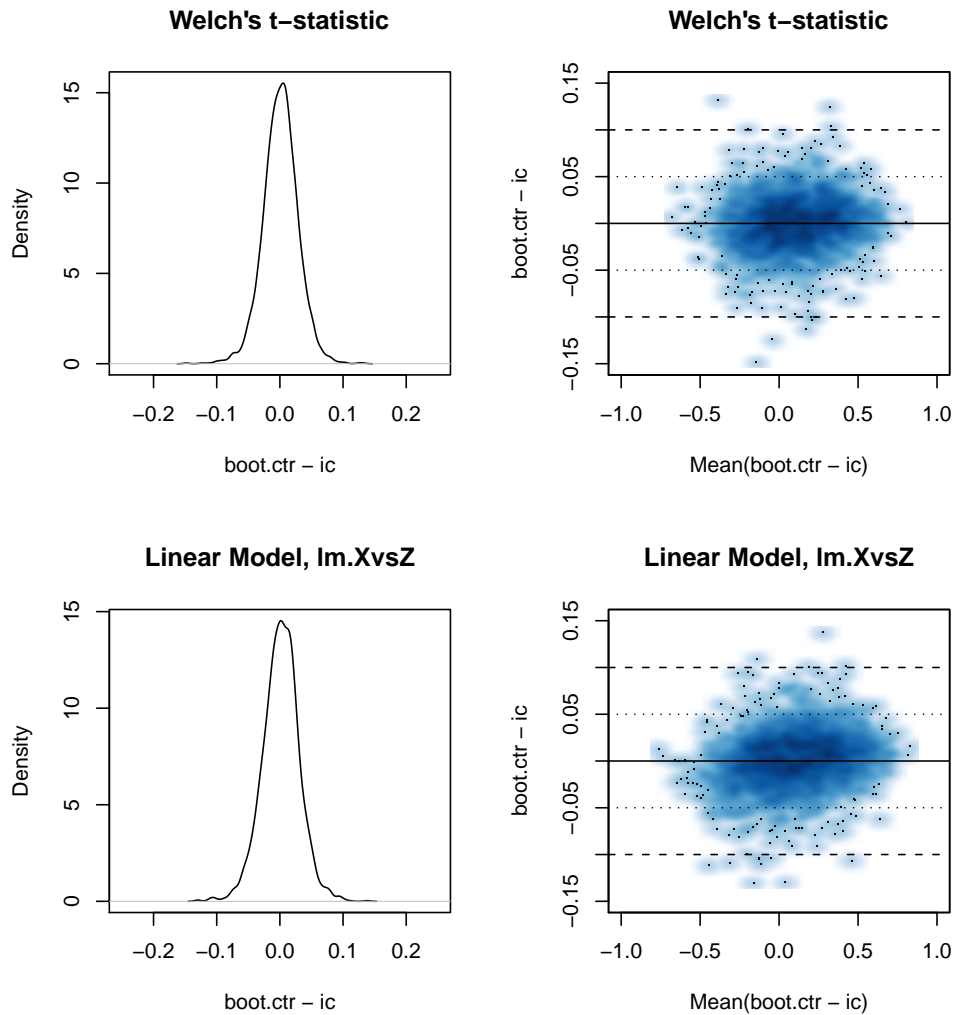 Welch's t−statistic
Density
0
5
10
15
−0.2 −0.1 0.0 0.1 0.2
boot.ctr − ic
Welch's t−statistic
boot.ctr − ic
−0.15 −0.05 0.05 0.15
−1.0 −0.5 0.0 0.5 1.0
Mean(boot.ctr − ic)
Linear Model, lm.XvsZ
Density
0
5
10
15
−0.2 −0.1 0.0 0.1 0.2
boot.ctr − ic
Linear Model, lm.XvsZ
boot.ctr − ic
−0.15 −0.05 0.05 0.15
−1.0 −0.5 0.0 0.5 1.0
Mean(boot.ctr − ic)